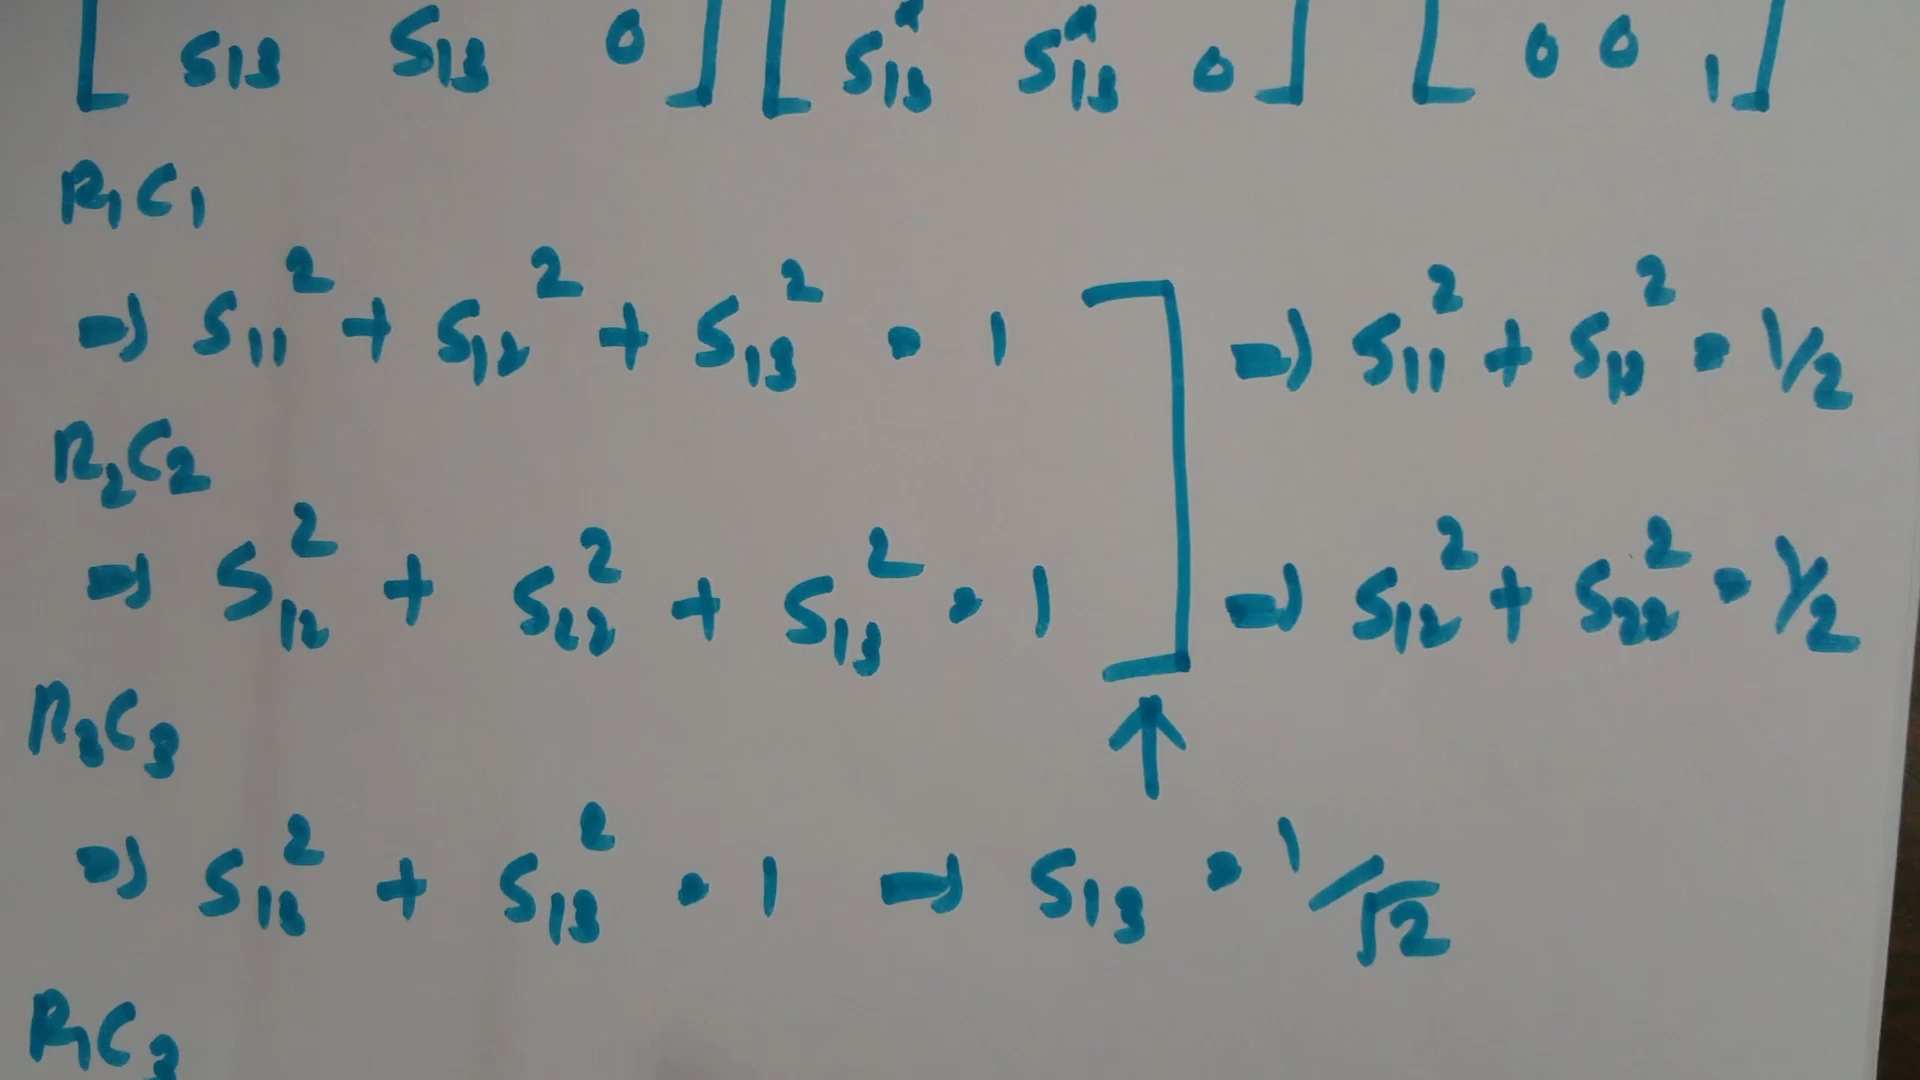 [ S13 S13 0 ] [ S13* S13* 0 ] [ 0 0 1 ]
R1C1
⇒ S11² + S12² + S13² = 1 ] ⇒ S11² + S12² = 1/2
R2C2
⇒ S12² + S22² + S13² = 1 ⇒ S12² + S22² = 1/2
↑
R3C3
⇒ S13² + S13² = 1 ⇒ S13 = 1/√2
R1C3